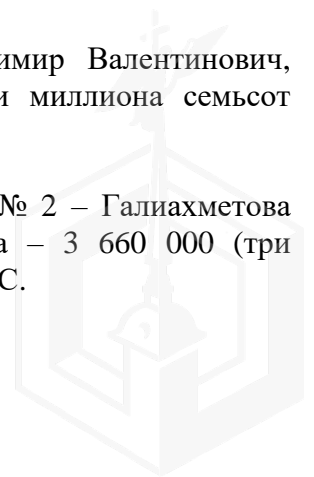 имир Валентинович,
и миллиона семьсот
№ 2 – Галиахметова
а – 3 660 000 (три
С.